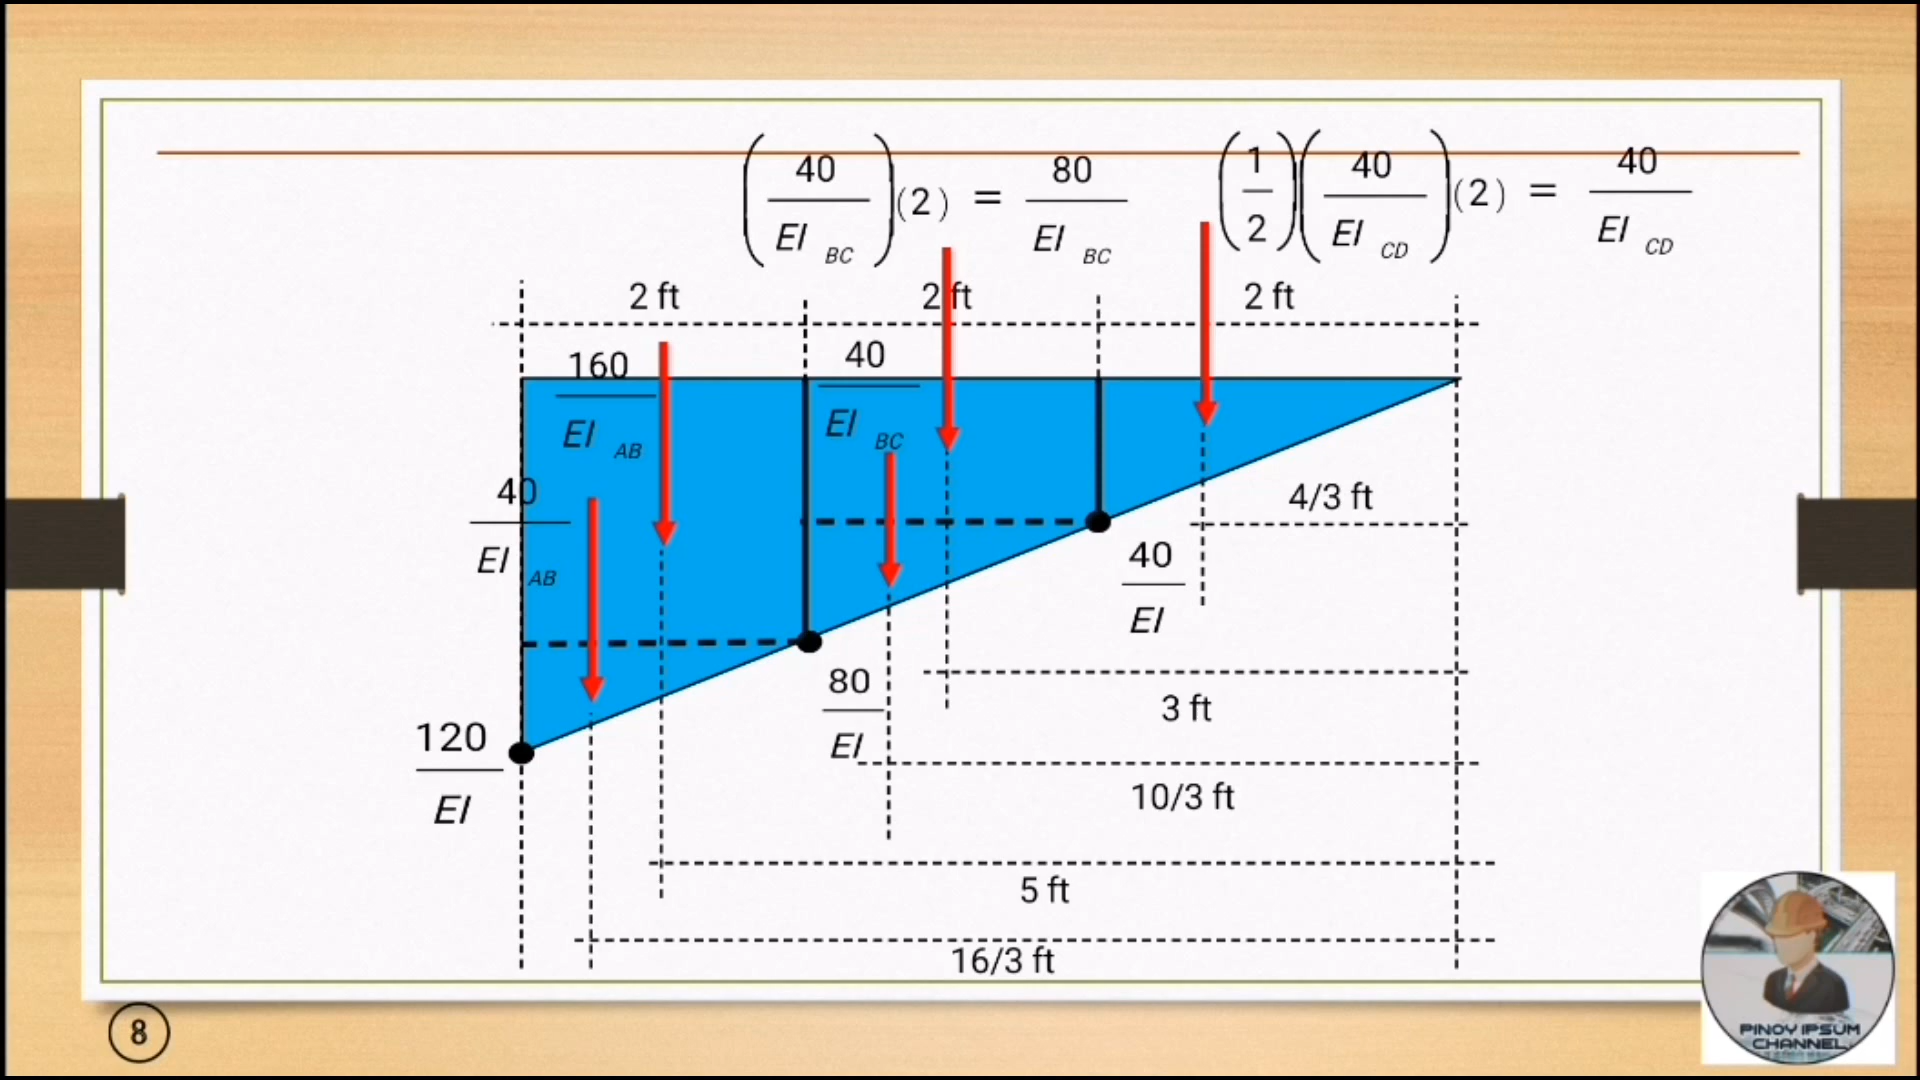 ( 40 / EI BC ) (2) = 80 / EI BC
( 1 / 2 ) ( 40 / EI CD ) (2) = 40 / EI CD
2 ft 2 ft 2 ft
160 / EI AB
40 / EI BC
40 / EI AB
4/3 ft
40 / EI
80 / EI
3 ft
120 / EI
10/3 ft
5 ft
16/3 ft
8
PINOY IPSUM
CHANNEL